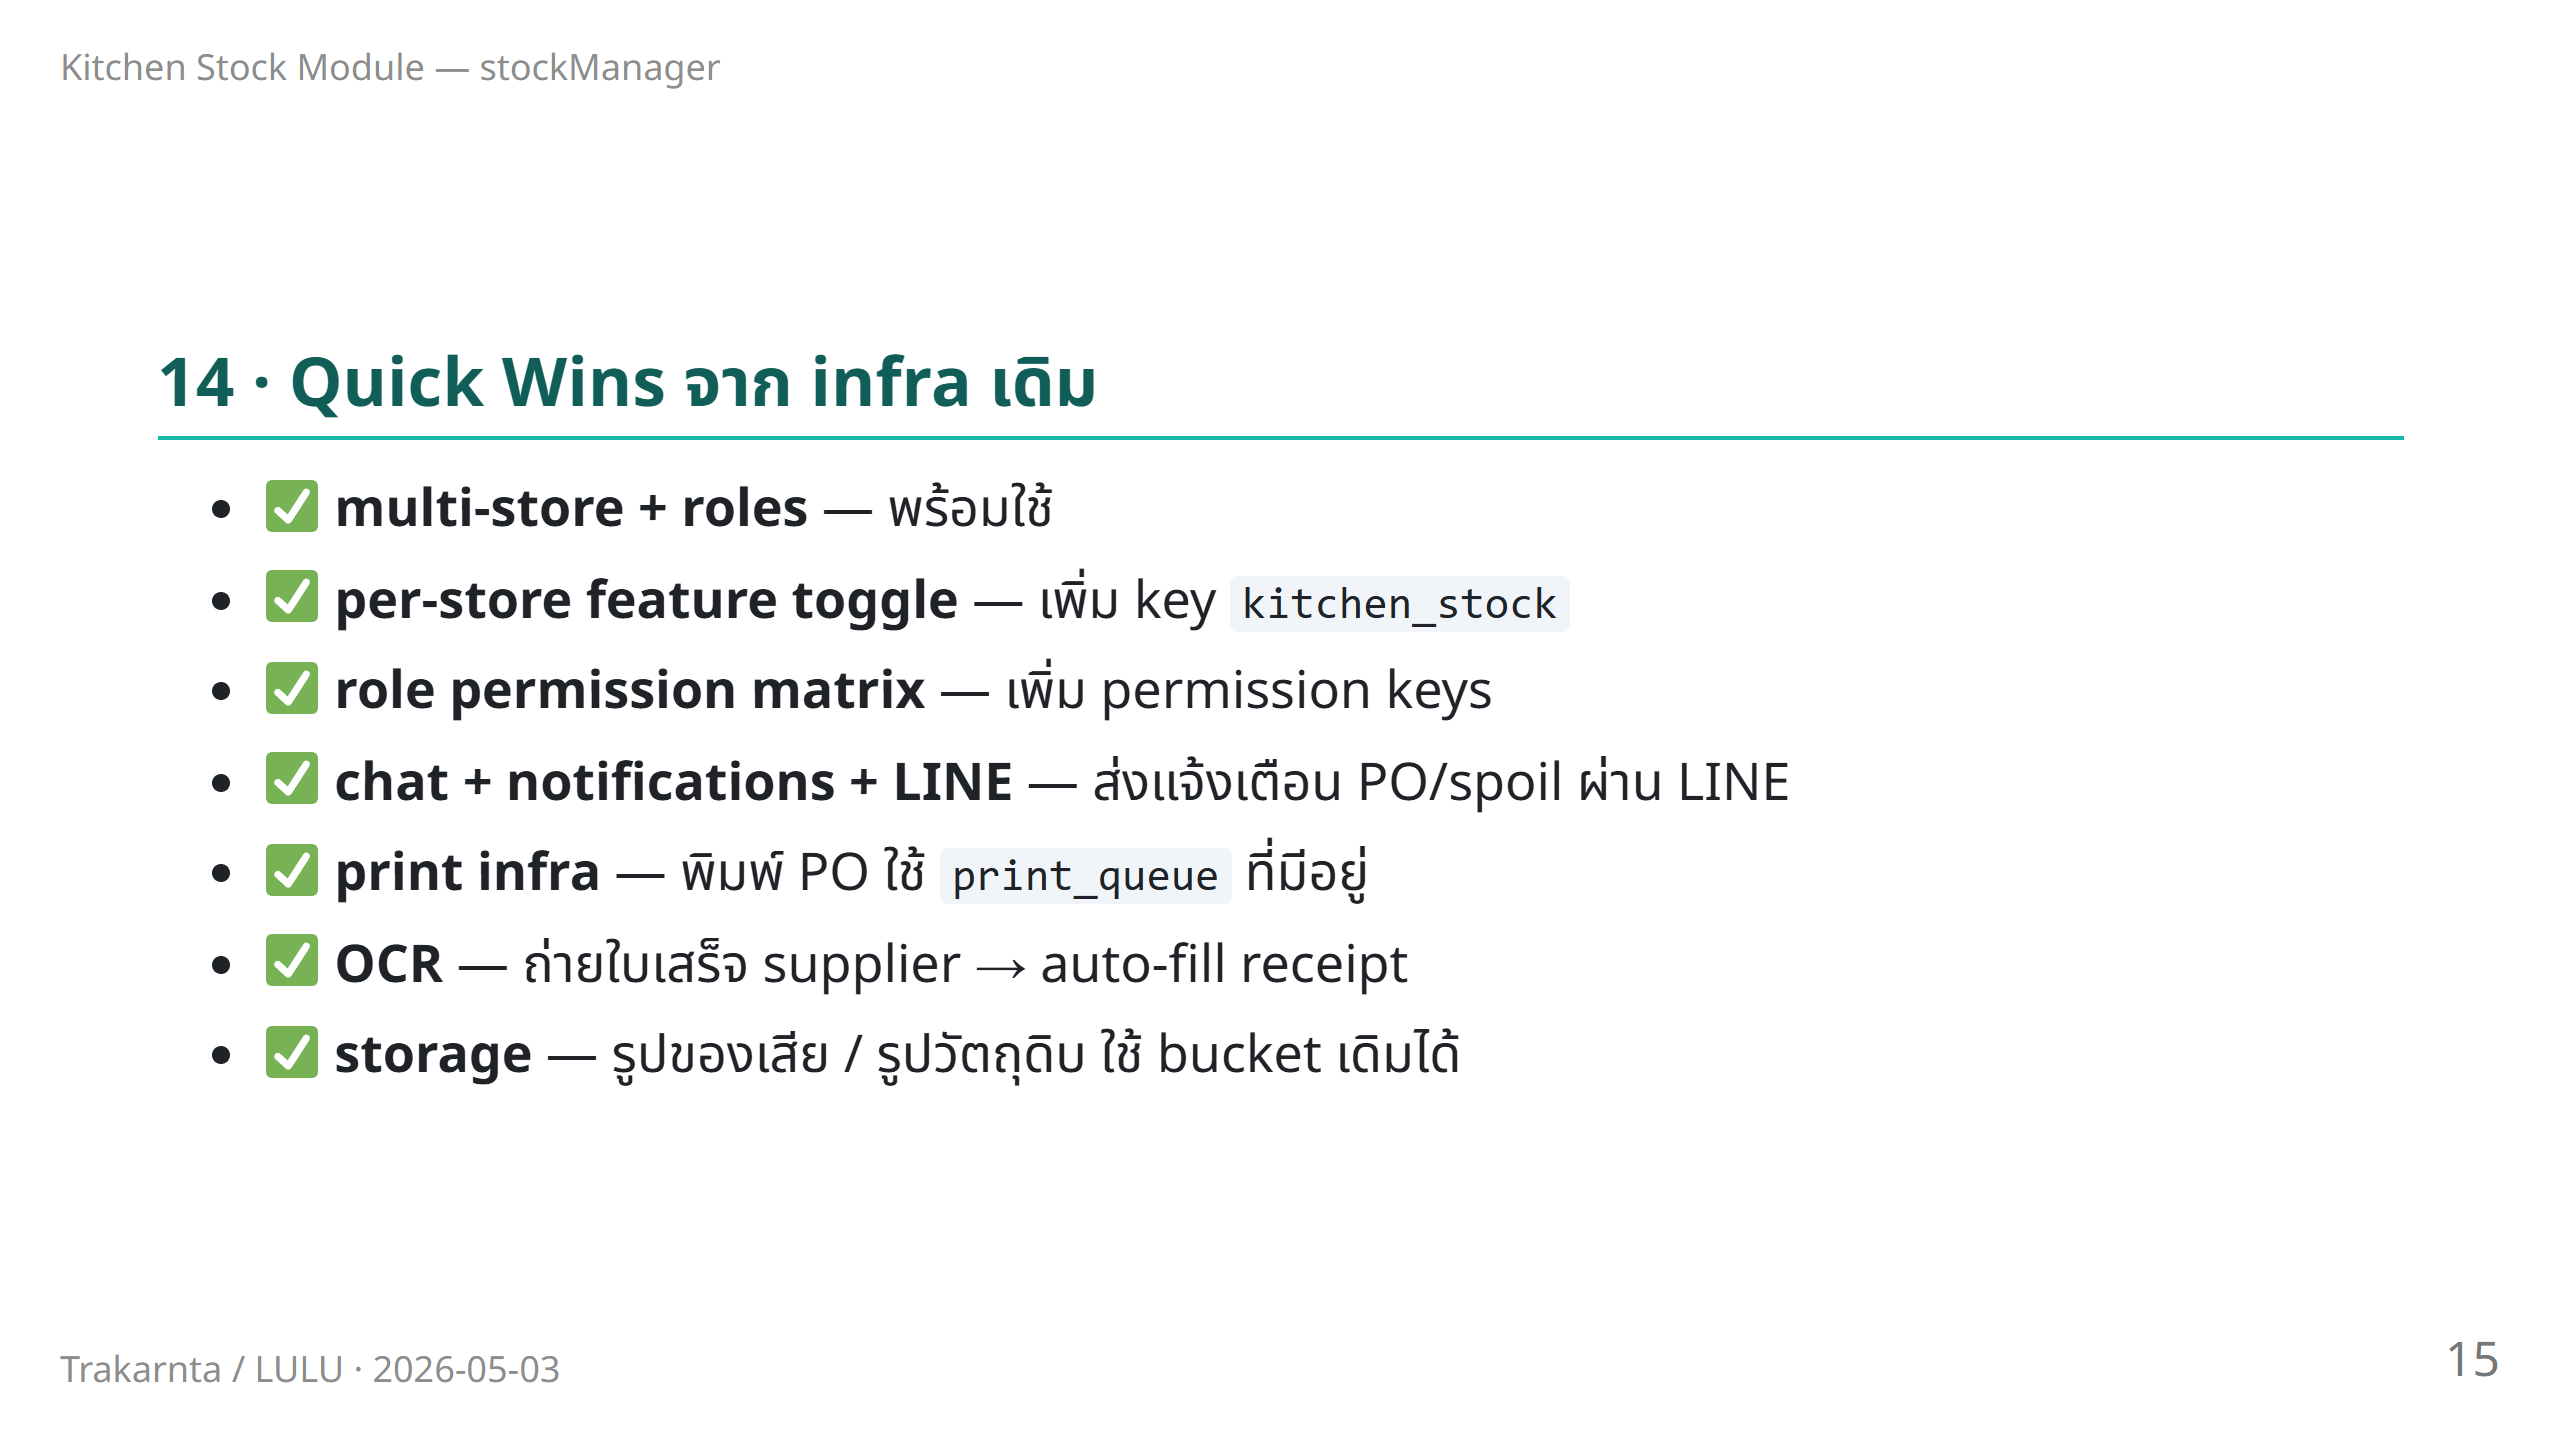 Kitchen Stock Module — stockManager
14 · Quick Wins จาก infra เดิม
• ✅ multi-store + roles — พร้อมใช้
• ✅ per-store feature toggle — เพิ่ม key kitchen_stock
• ✅ role permission matrix — เพิ่ม permission keys
• ✅ chat + notifications + LINE — ส่งแจ้งเตือน PO/spoil ผ่าน LINE
• ✅ print infra — พิมพ์ PO ใช้ print_queue ที่มีอยู่
• ✅ OCR — ถ่ายใบเสร็จ supplier → auto-fill receipt
• ✅ storage — รูปของเสีย / รูปวัตถุดิบ ใช้ bucket เดิมได้
Trakarnta / LULU · 2026-05-03
15